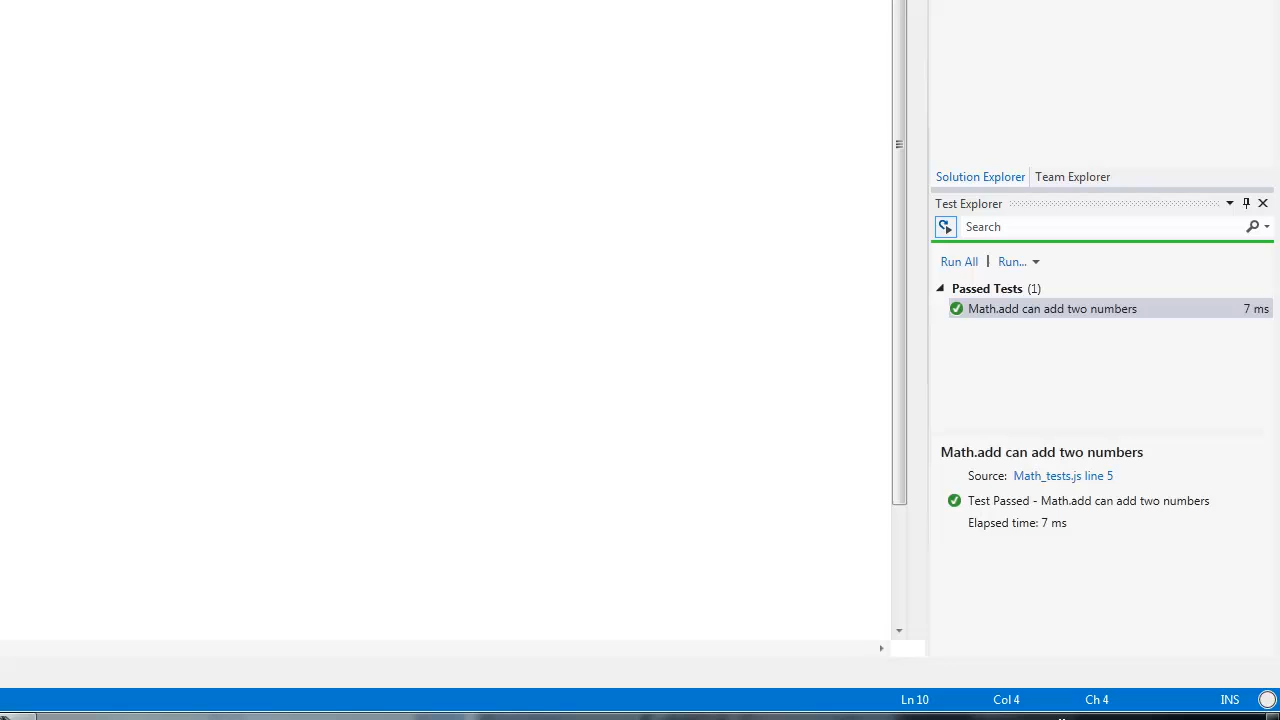 Solution Explorer Team Explorer
Test Explorer
Search
Run All Run...
Passed Tests (1)
Math.add can add two numbers 7 ms
Math.add can add two numbers
Source: Math_tests.js line 5
Test Passed - Math.add can add two numbers
Elapsed time: 7 ms
Ln 10 Col 4 Ch 4 INS